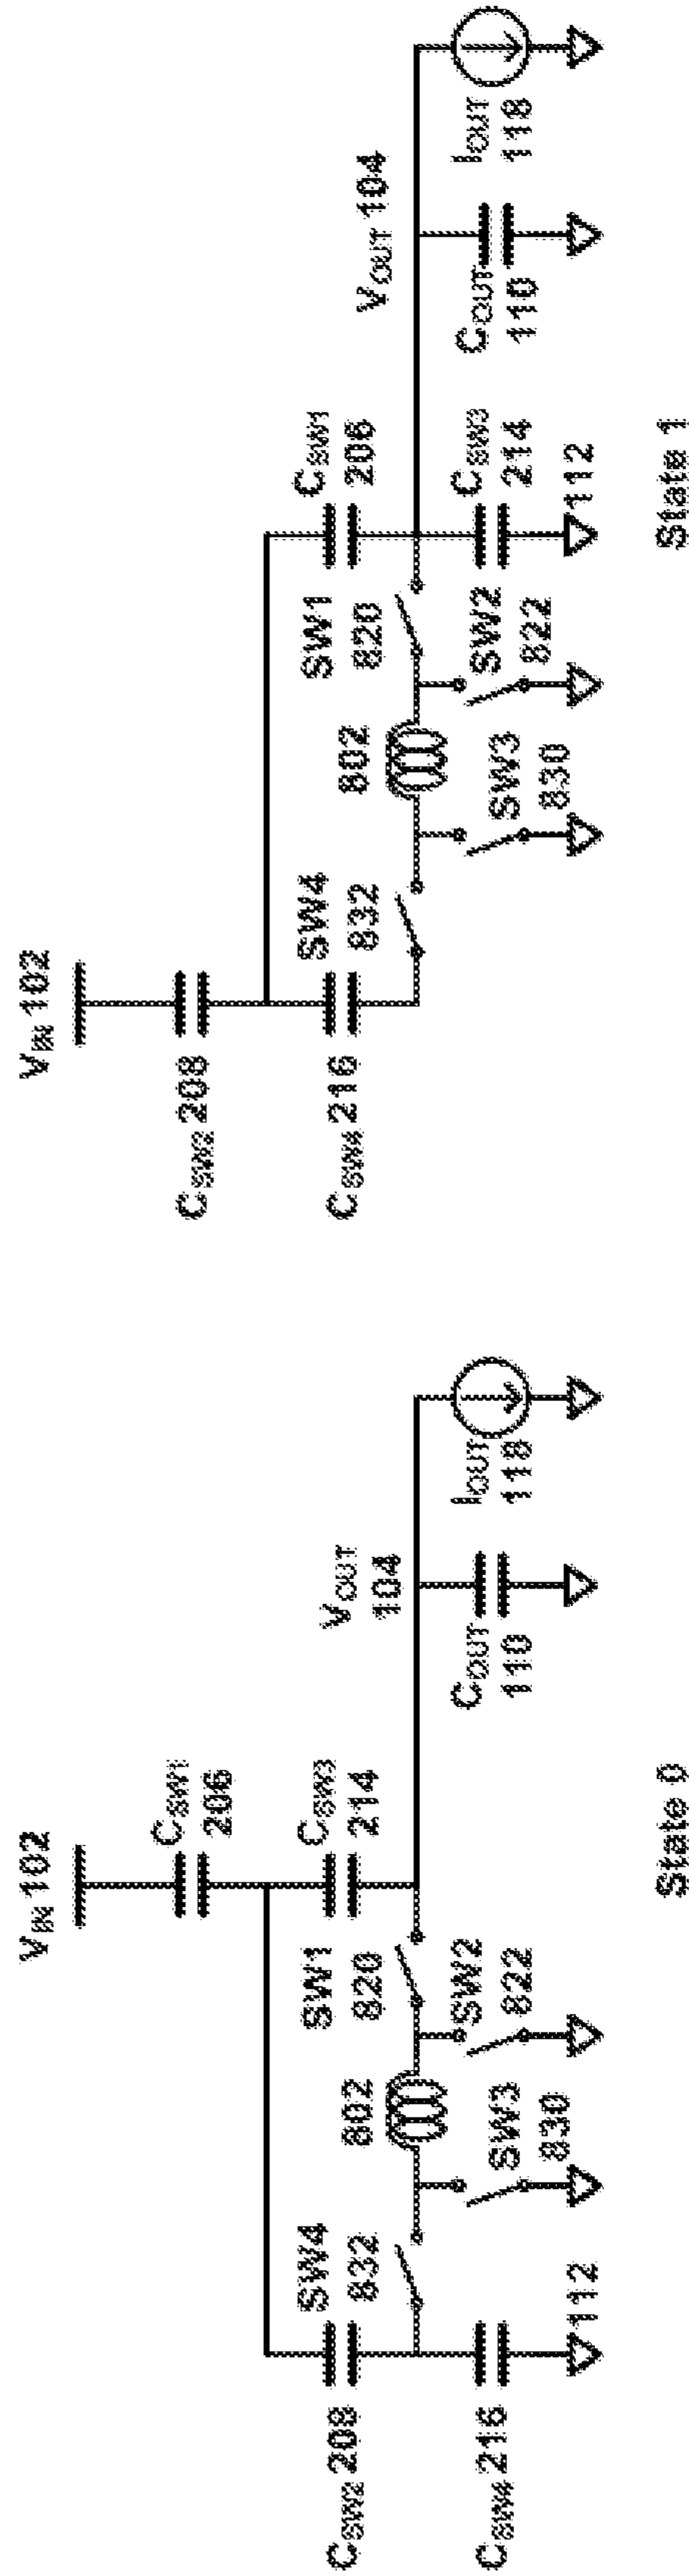 V_IN 102
C_SW1
206
C_SW2 208
C_SW3
214
C_SW4 216
SW4
832
802
SW1
820
SW3
830
SW2
822
112
V_OUT
104
C_OUT
110
I_OUT
118
State 0
V_IN 102
C_SW2 208
C_SW1
206
C_SW4 216
SW4
832
802
SW1
820
SW3
830
SW2
822
C_SW3
214
112
V_OUT 104
C_OUT
110
I_OUT
118
State 1